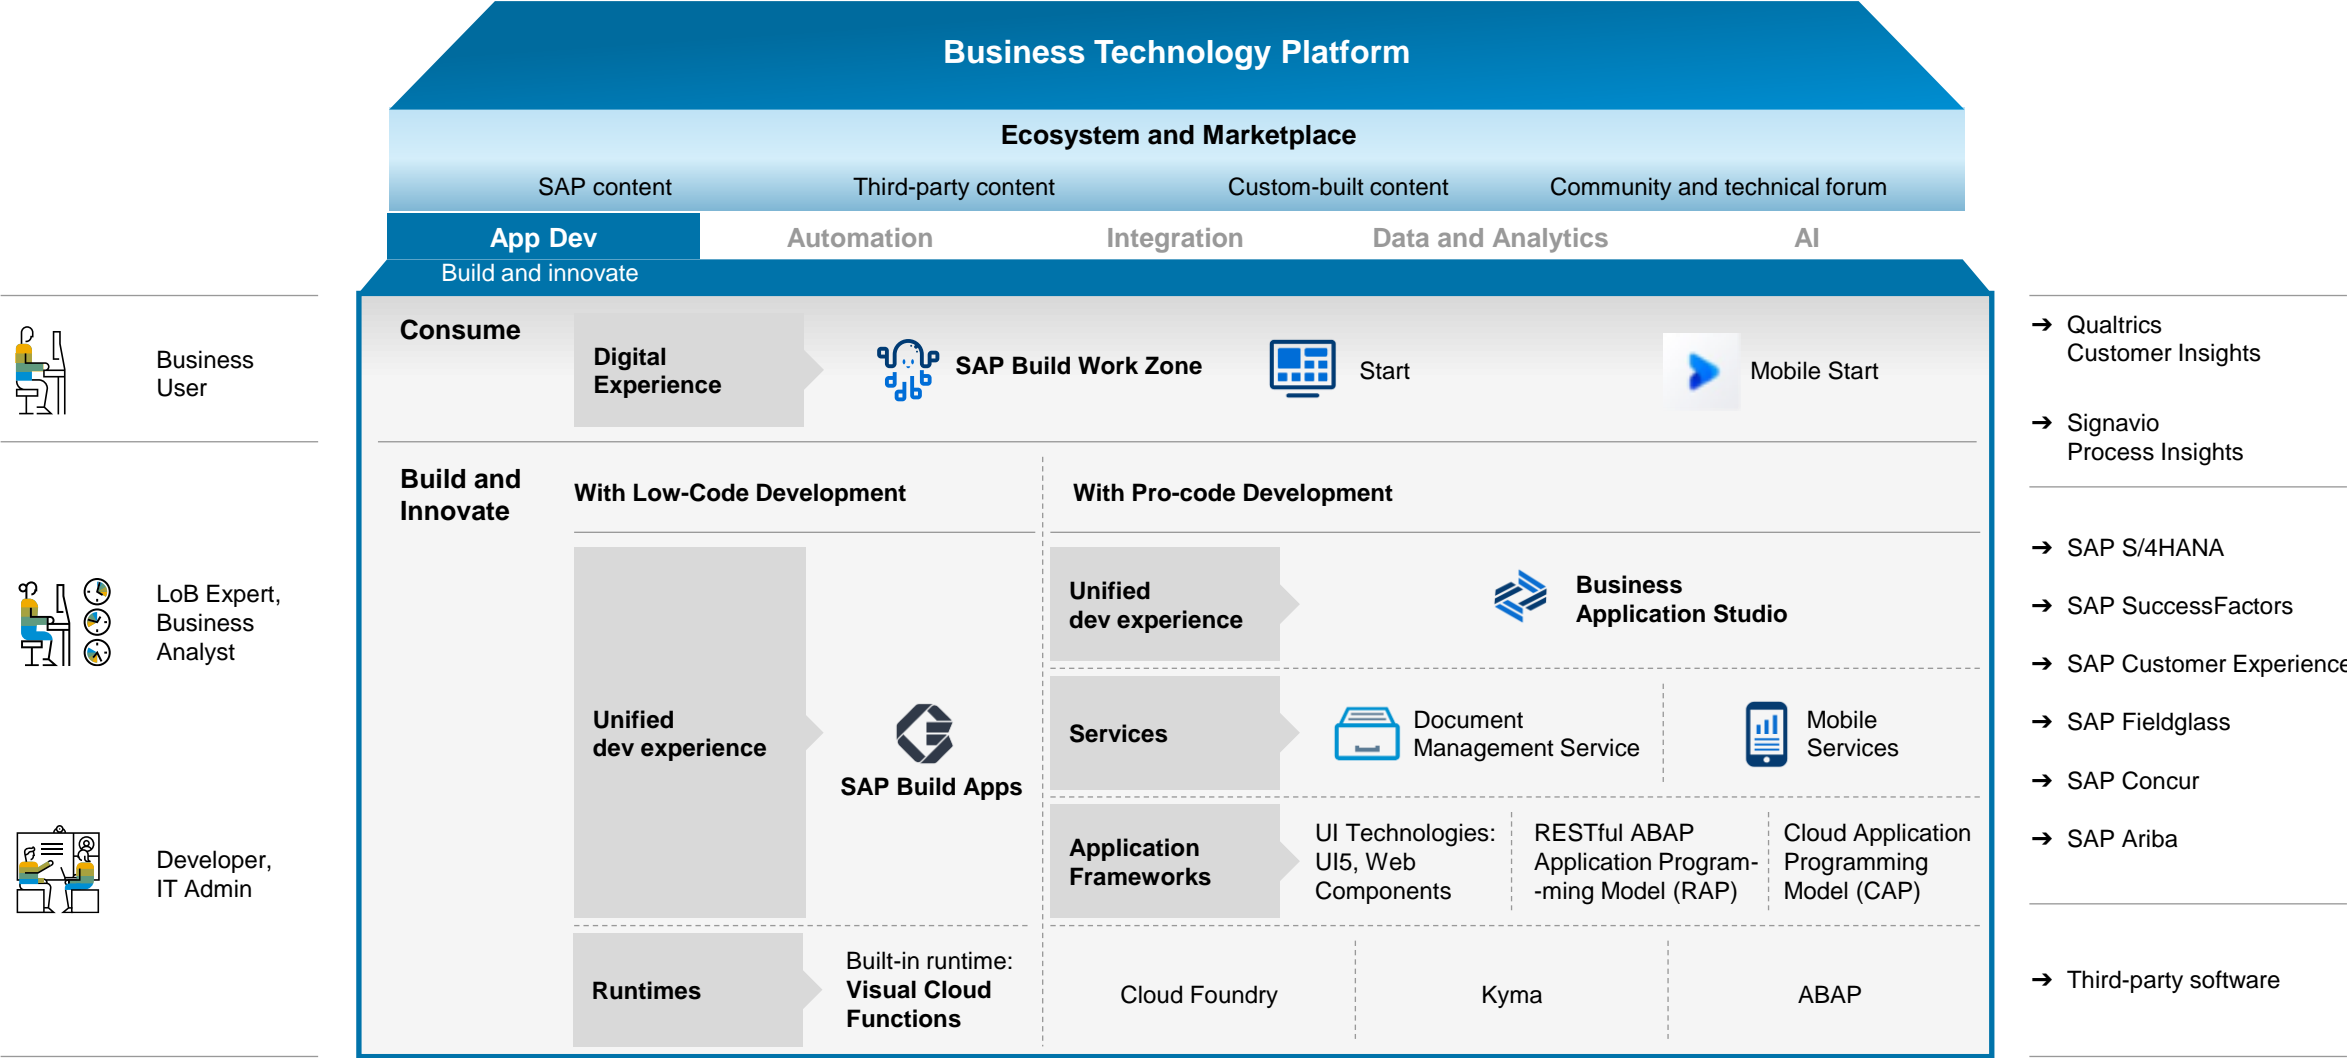 Business Technology Platform
Ecosystem and Marketplace
SAP content
Third-party content
Custom-built content
Community and technical forum
App Dev
Automation
Integration
Data and Analytics
AI
Build and innovate
Business
User
LoB Expert,
Business
Analyst
Developer,
IT Admin
Consume
Digital
Experience
SAP Build Work Zone
Start
Mobile Start
Build and
Innovate
With Low-Code Development
Unified
dev experience
SAP Build Apps
Runtimes
Built-in runtime:
Visual Cloud
Functions
With Pro-code Development
Unified
dev experience
Business
Application Studio
Services
Document
Management Service
Mobile
Services
Application
Frameworks
UI Technologies:
UI5, Web
Components
RESTful ABAP
Application Program-
-ming Model (RAP)
Cloud Application
Programming
Model (CAP)
Cloud Foundry
Kyma
ABAP
➔ Qualtrics
Customer Insights
➔ Signavio
Process Insights
➔ SAP S/4HANA
➔ SAP SuccessFactors
➔ SAP Customer Experience
➔ SAP Fieldglass
➔ SAP Concur
➔ SAP Ariba
➔ Third-party software